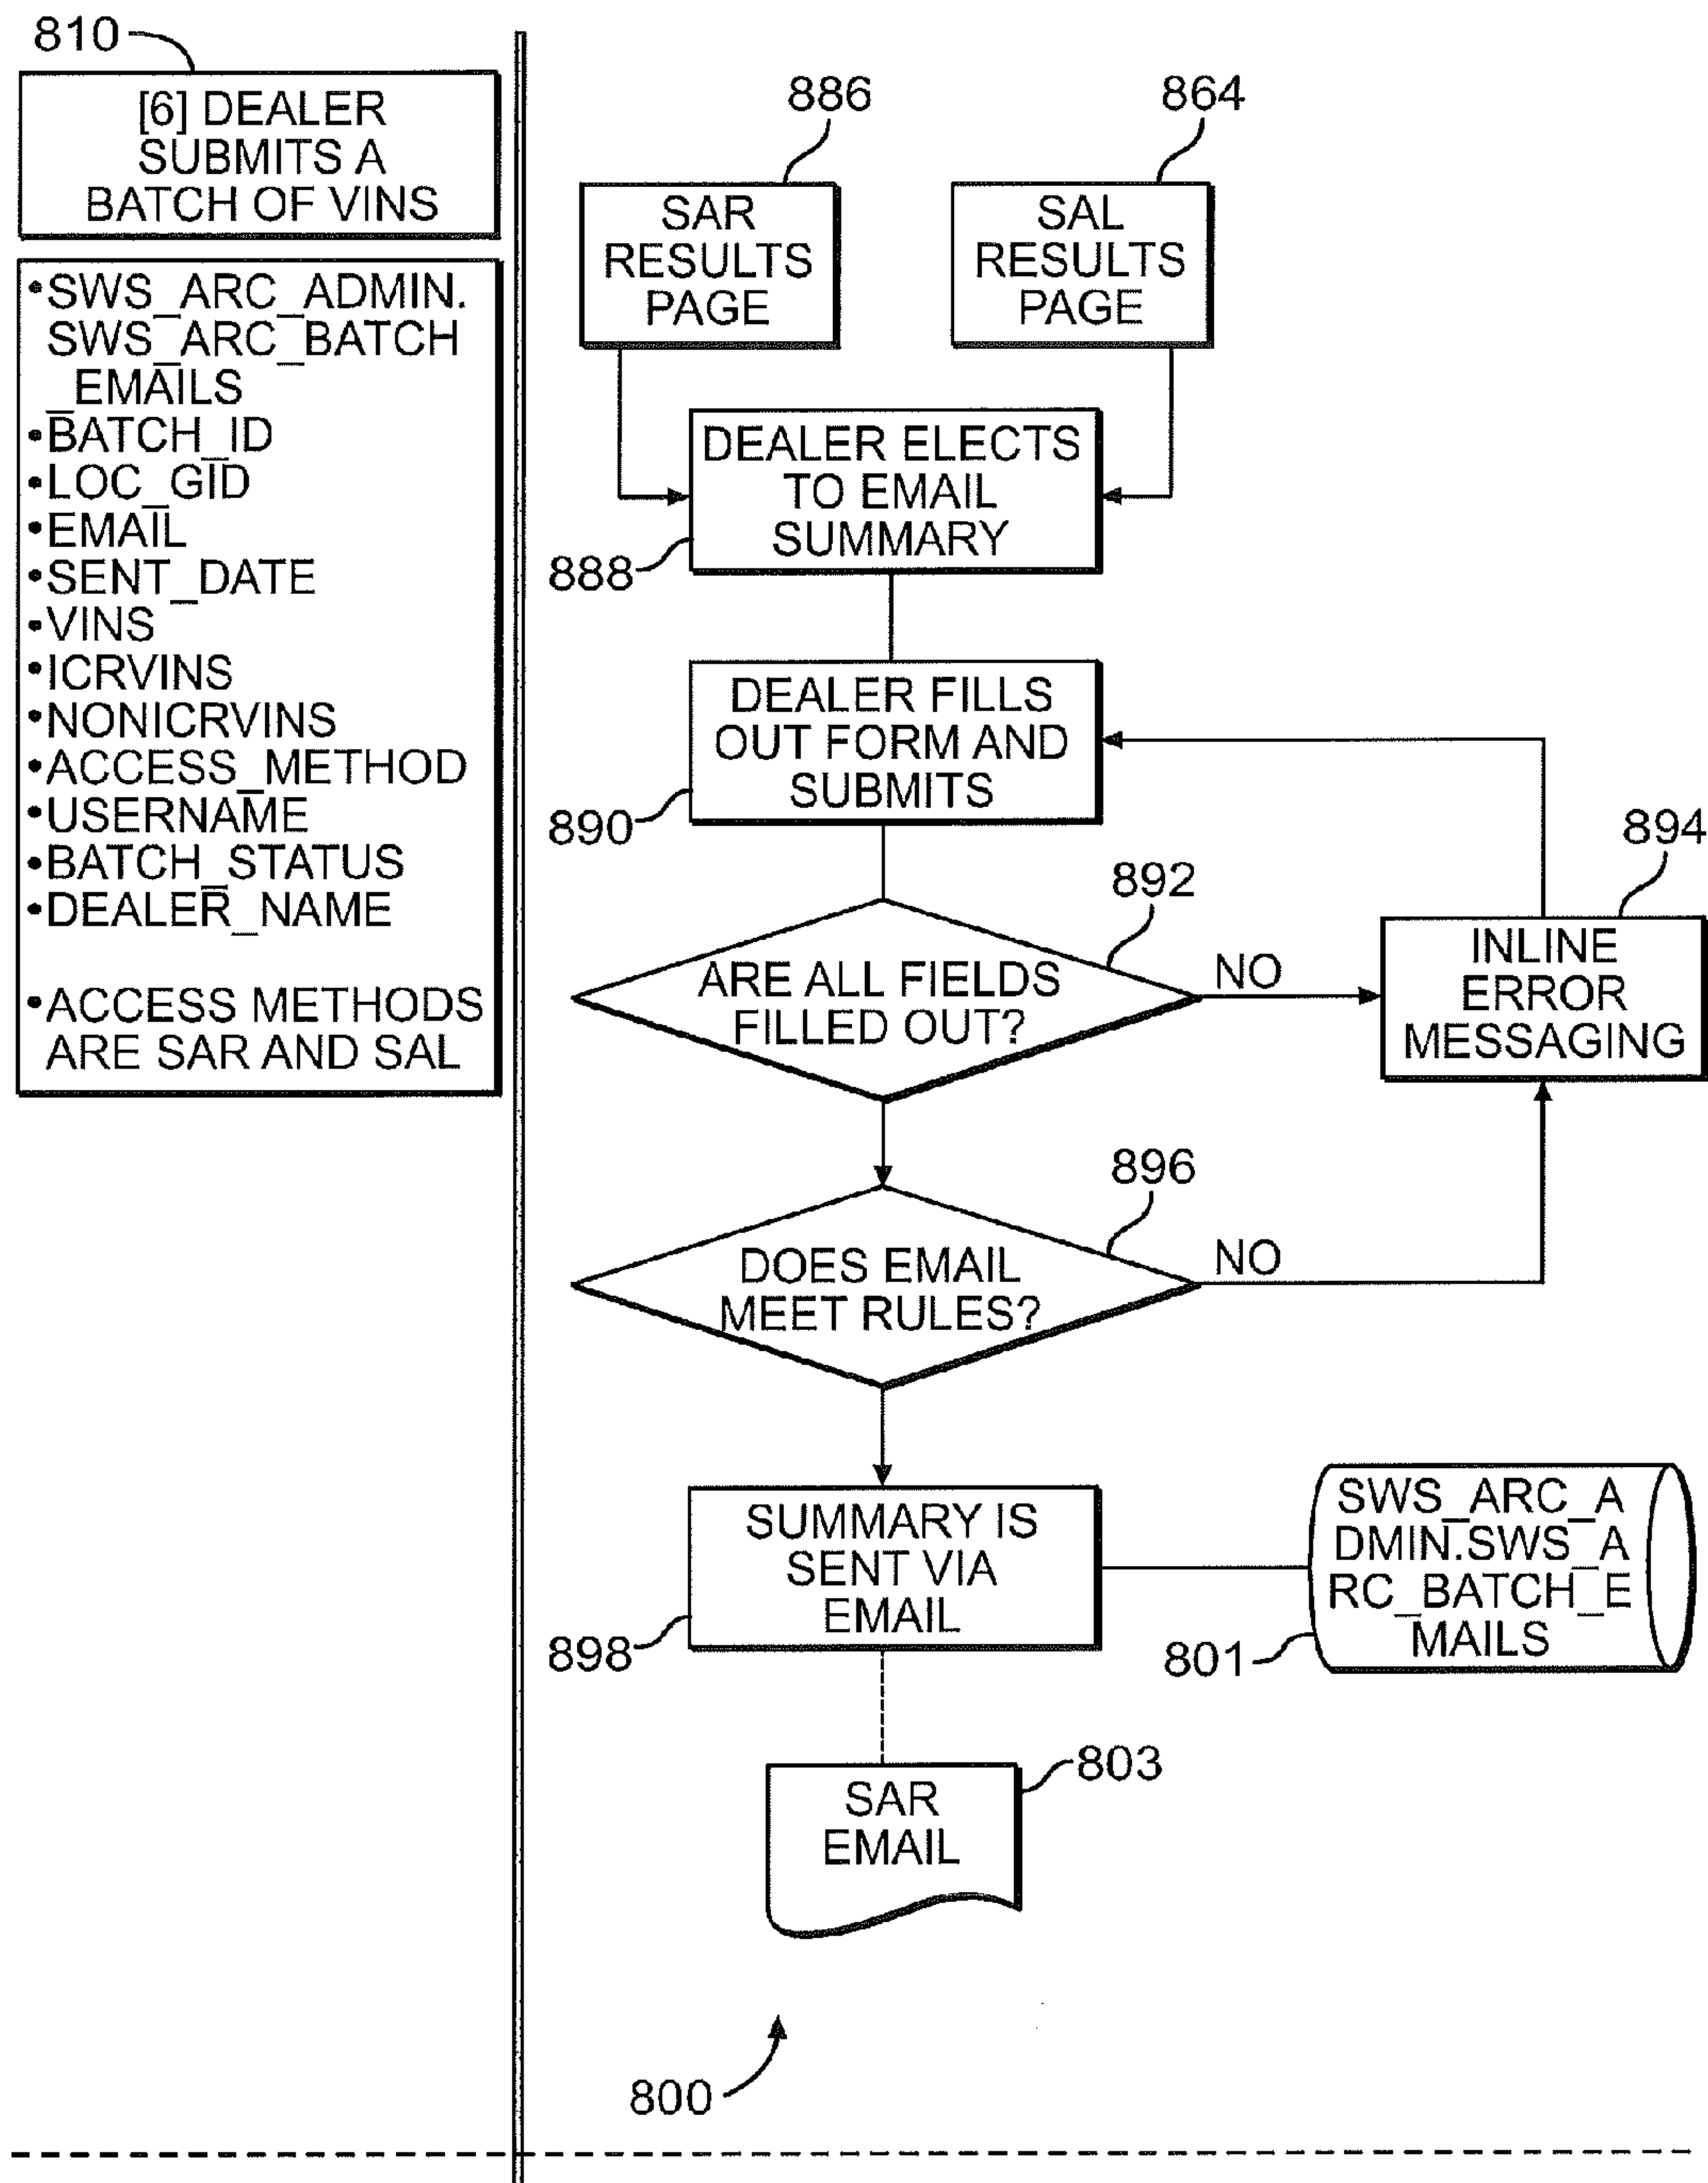 810
[6] DEALER
SUBMITS A
BATCH OF VINS
•SWS_ARC_ADMIN.
SWS_ARC_BATCH
_EMAILS
•BATCH_ID
•LOC_GID
•EMAIL
•SENT_DATE
•VINS
•ICRVINS
•NONICRVINS
•ACCESS_METHOD
•USERNAME
•BATCH_STATUS
•DEALER_NAME
•ACCESS METHODS
ARE SAR AND SAL
886
SAR
RESULTS
PAGE
864
SAL
RESULTS
PAGE
DEALER ELECTS
TO EMAIL
SUMMARY
888
DEALER FILLS
OUT FORM AND
SUBMITS
890
892
ARE ALL FIELDS
FILLED OUT?
NO
894
INLINE
ERROR
MESSAGING
896
DOES EMAIL
MEET RULES?
NO
SUMMARY IS
SENT VIA
EMAIL
898
SWS_ARC_A
DMIN.SWS_A
RC_BATCH_E
MAILS
801
803
SAR
EMAIL
800